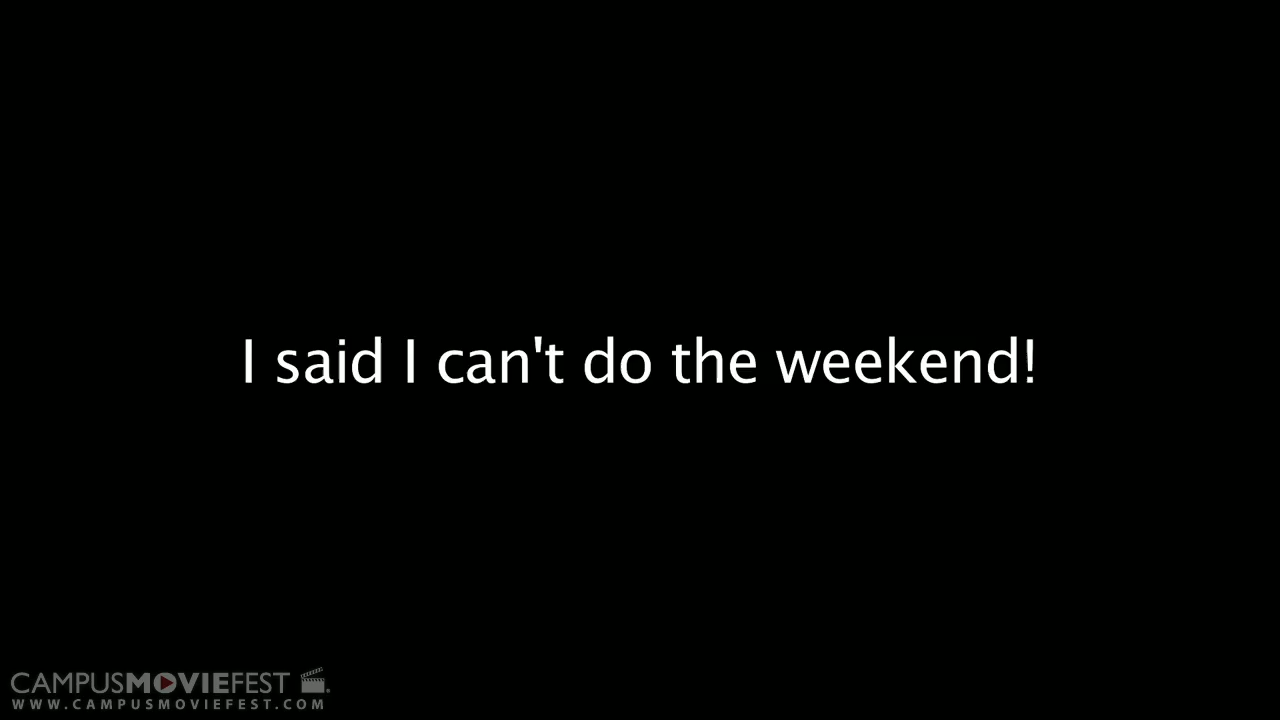 I said I can't do the weekend!
CAMPUSMOVIEFEST
WWW.CAMPUSMOVIEFEST.COM